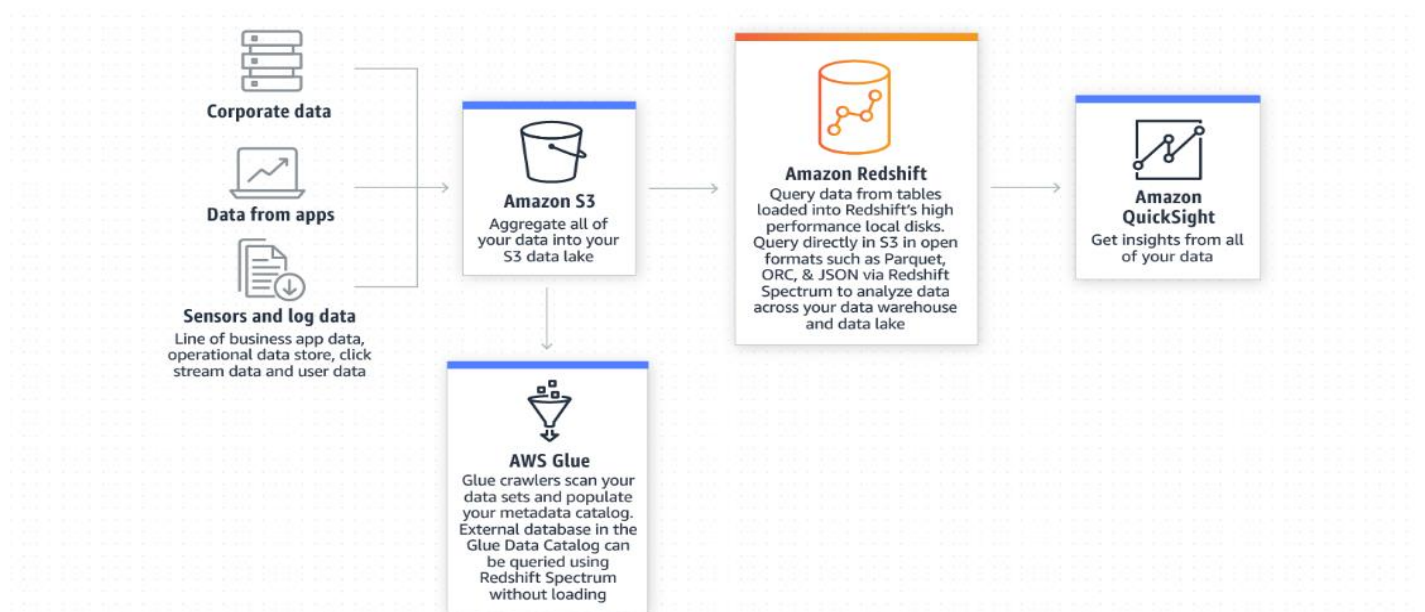 Corporate data
Data from apps
Sensors and log data
Line of business app data,
operational data store, click
stream data and user data
Amazon S3
Aggregate all of
your data into your
S3 data lake
AWS Glue
Glue crawlers scan your
data sets and populate
your metadata catalog.
External database in the
Glue Data Catalog can
be queried using
Redshift Spectrum
without loading
Amazon Redshift
Query data from tables
loaded into Redshift's high
performance local disks.
Query directly in S3 in open
formats such as Parquet,
ORC, & JSON via Redshift
Spectrum to analyze data
across your data warehouse
and data lake
Amazon
QuickSight
Get insights from all
of your data